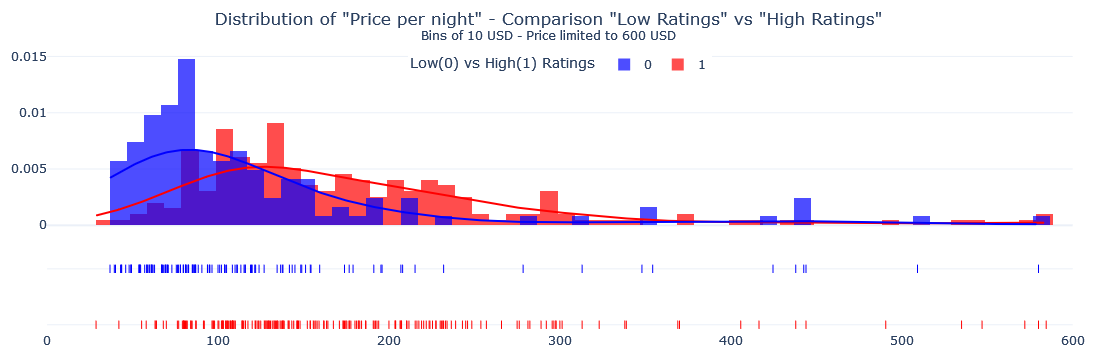 Distribution of "Price per night" - Comparison "Low Ratings" vs "High Ratings"
Bins of 10 USD - Price limited to 600 USD
Low(0) vs High(1) Ratings 0 1
0.015
0.01
0.005
0
0 100 200 300 400 500 600